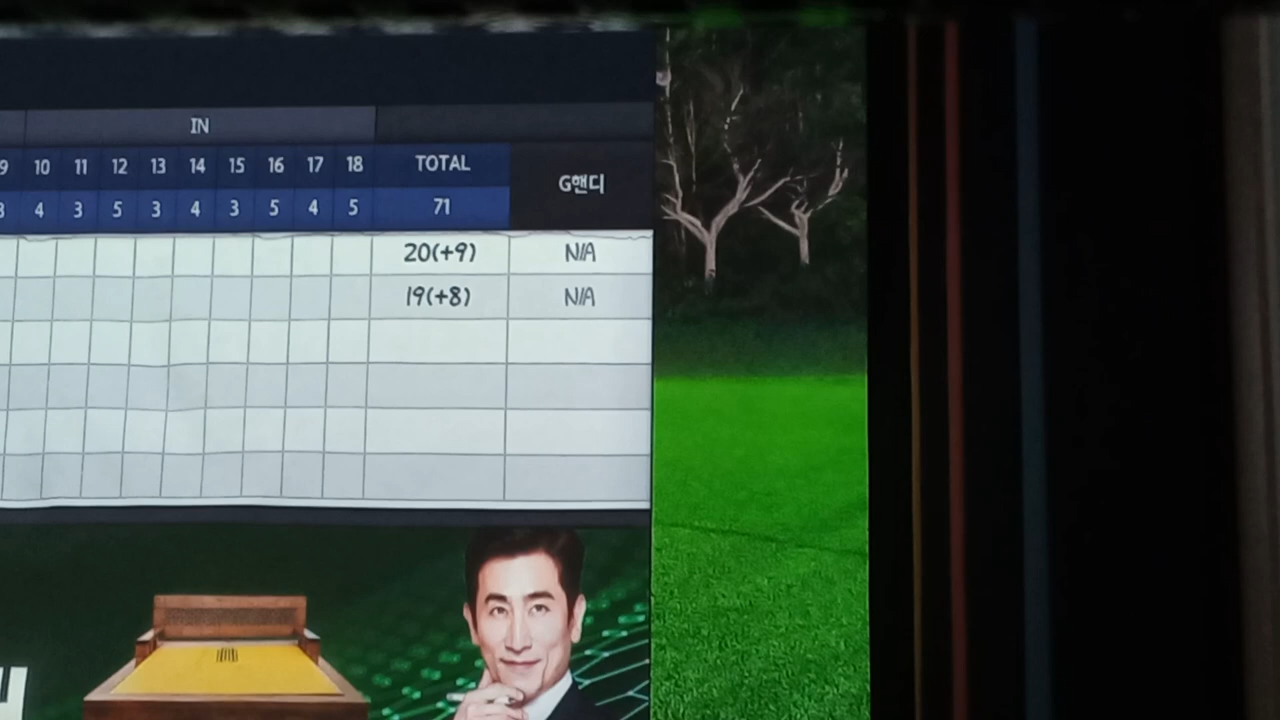 IN
9 10 11 12 13 14 15 16 17 18 TOTAL
G핸디
3 4 3 5 3 4 3 5 4 5 71
20(+9) N/A
19(+8) N/A